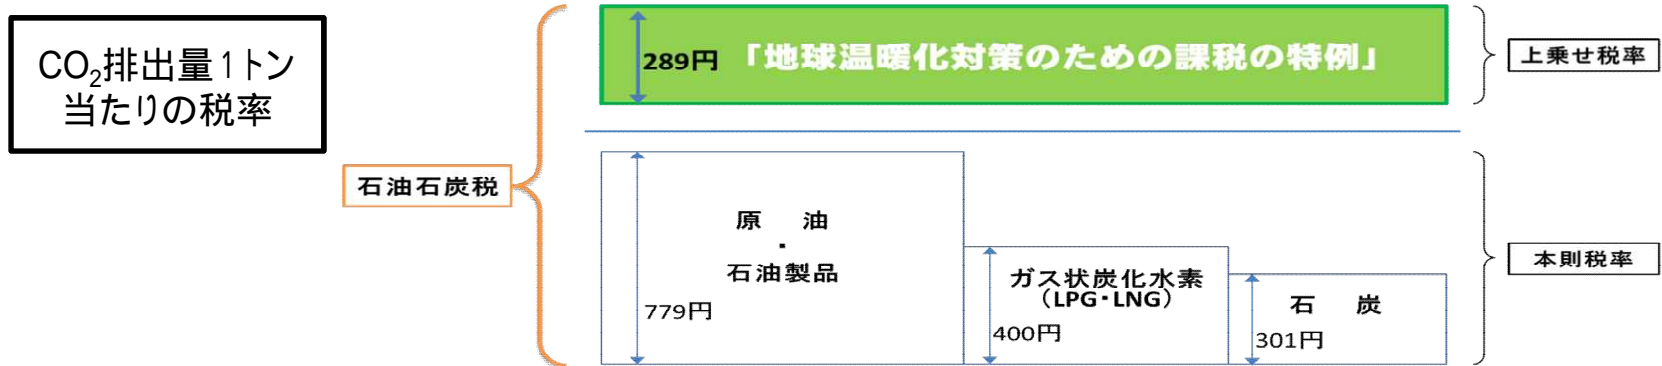 CO₂排出量1トン
当たりの税率
289円
「地球温暖化対策のための課税の特例」
上乗せ税率
石油石炭税
原 油
・
石油製品
779円
ガス状炭化水素
(LPG・LNG)
400円
石 炭
301円
本則税率